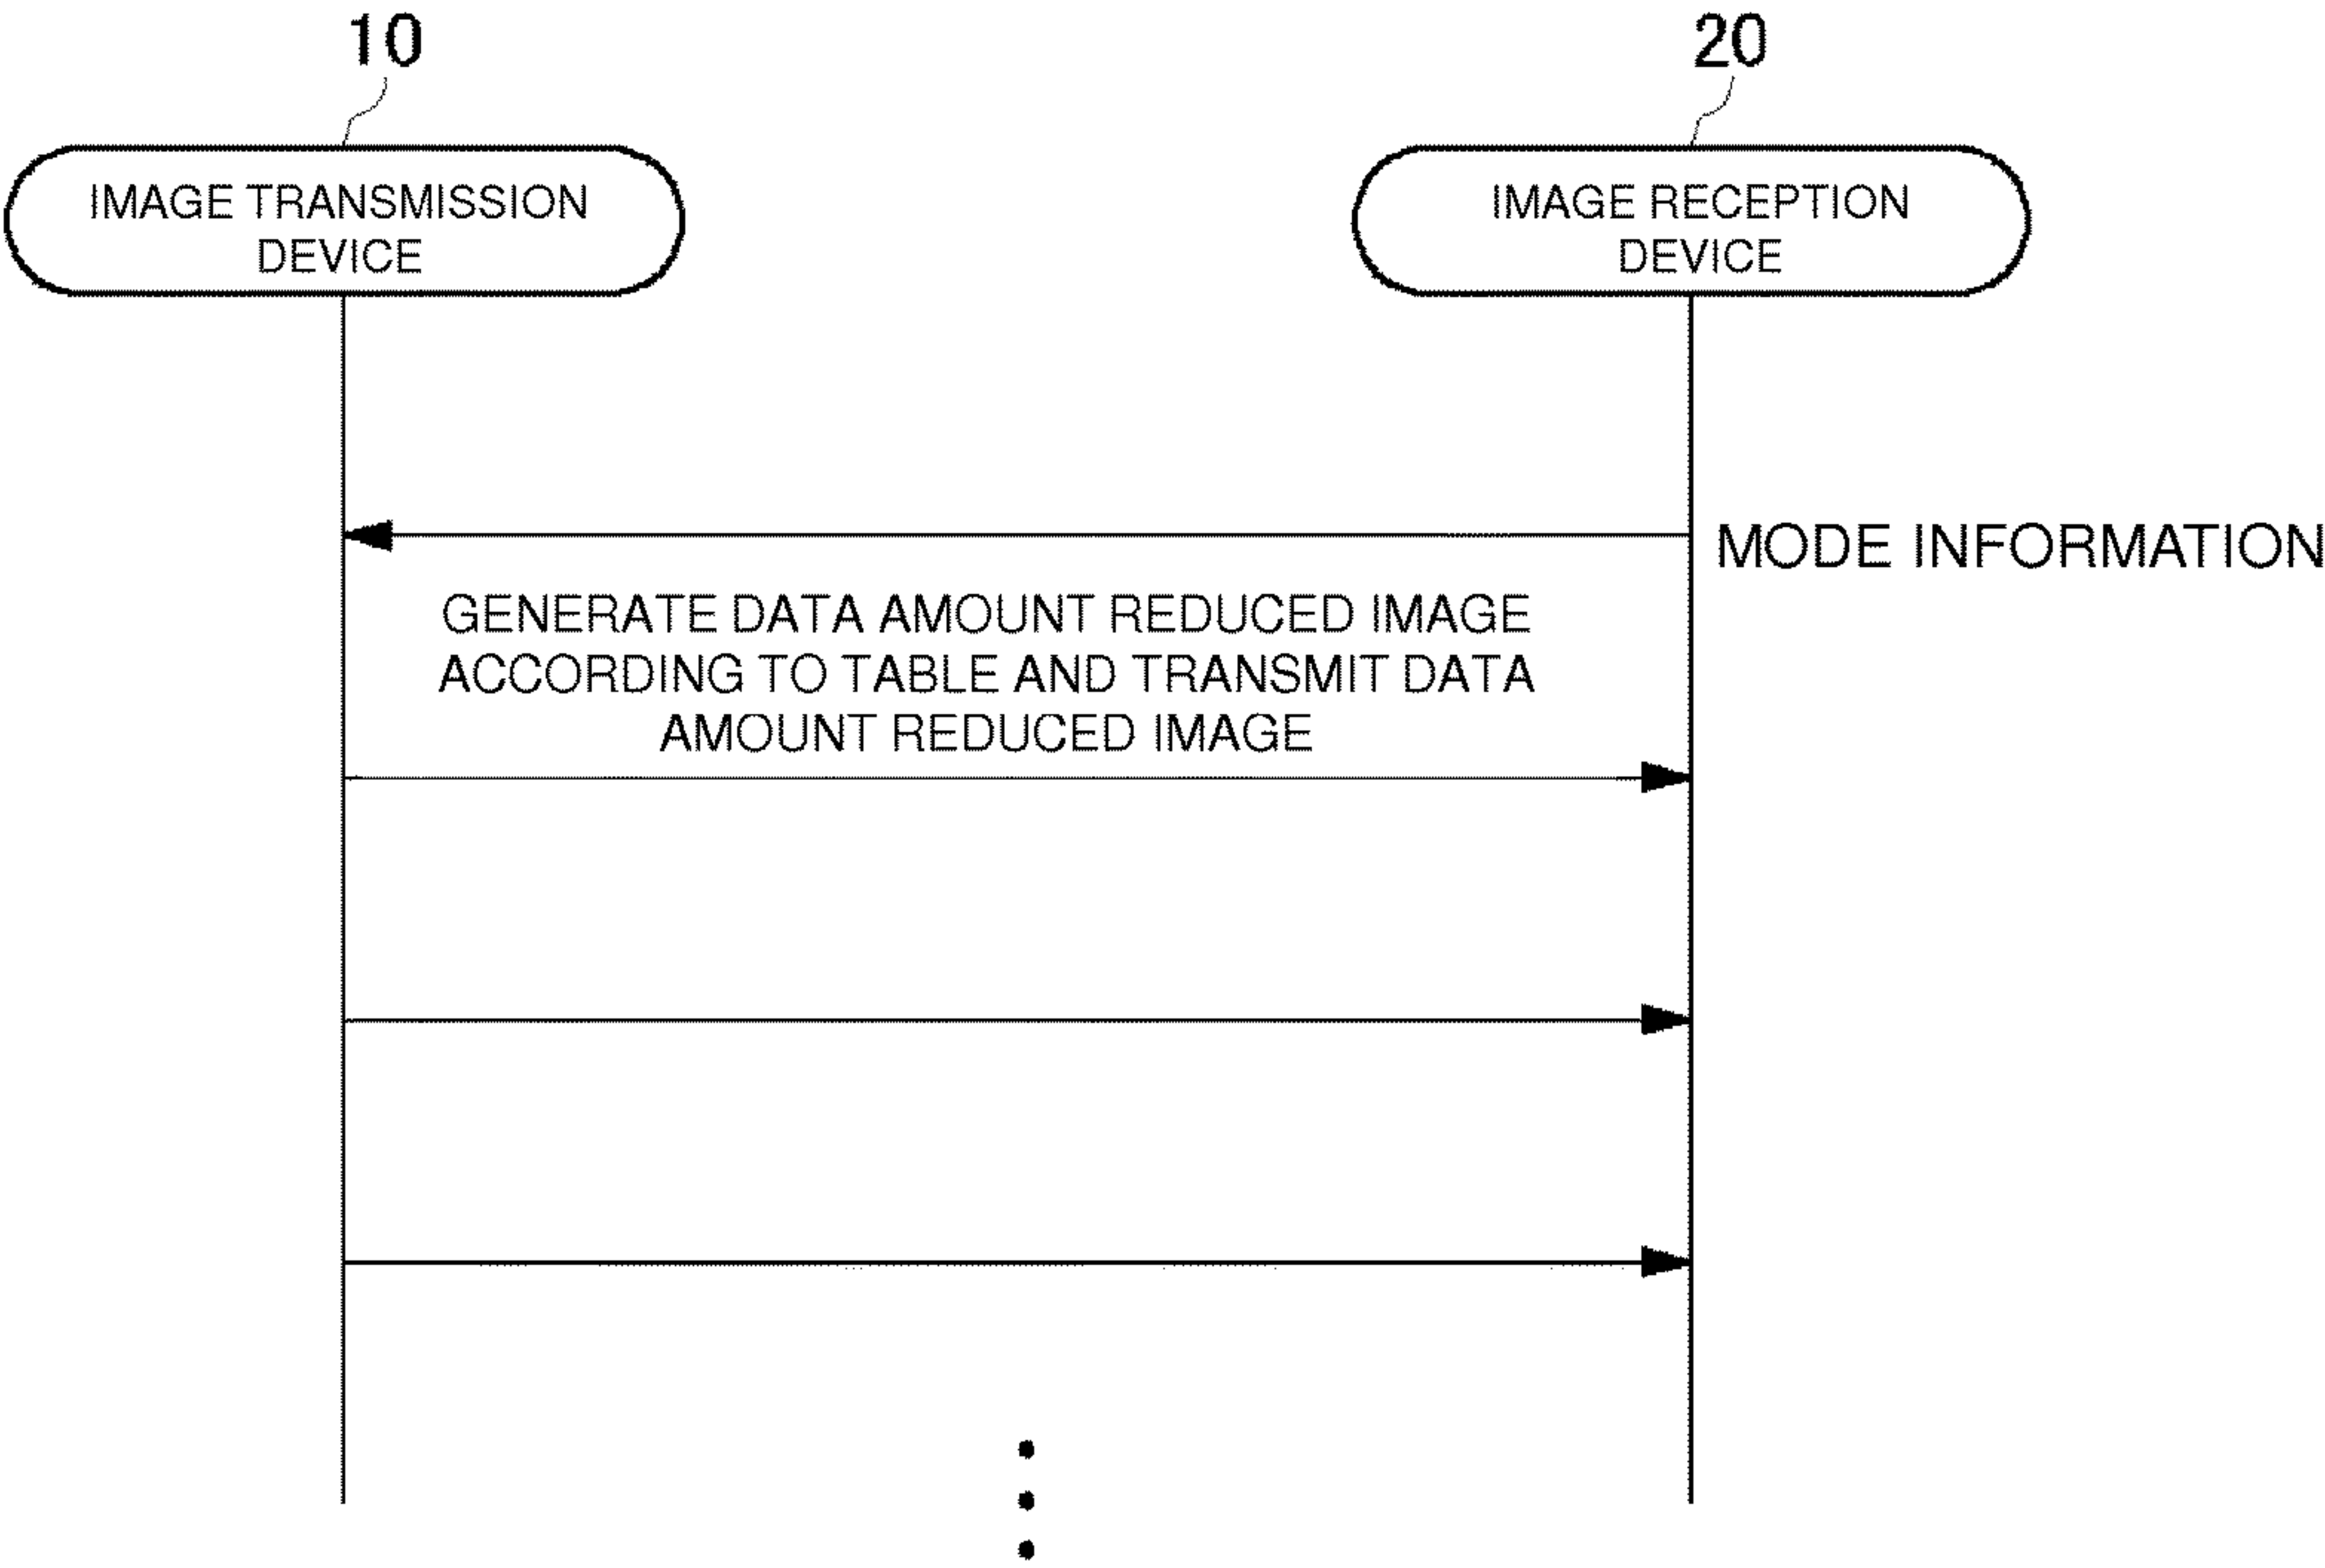 10
20
IMAGE TRANSMISSION
DEVICE
IMAGE RECEPTION
DEVICE
MODE INFORMATION
GENERATE DATA AMOUNT REDUCED IMAGE
ACCORDING TO TABLE AND TRANSMIT DATA
AMOUNT REDUCED IMAGE